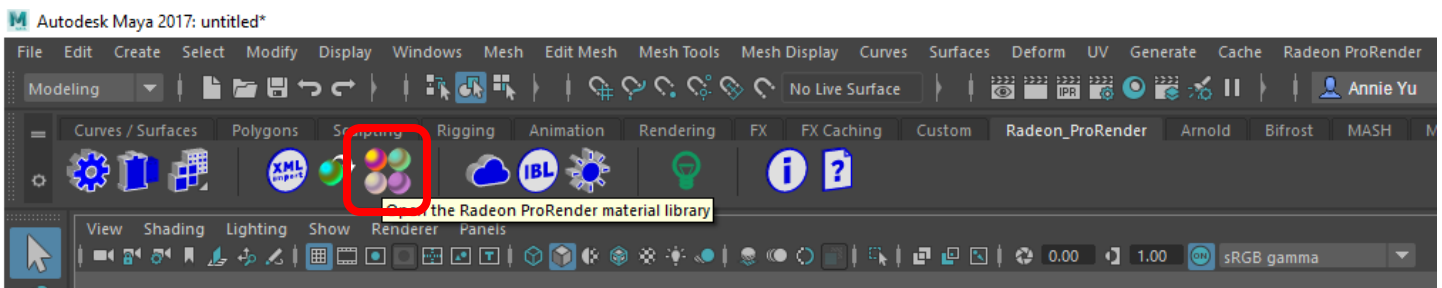 M Autodesk Maya 2017: untitled*
File Edit Create Select Modify Display Windows Mesh Edit Mesh Mesh Tools Mesh Display Curves Surfaces Deform UV Generate Cache Radeon ProRender
Modeling No Live Surface IPR Annie Yu
Curves / Surfaces Polygons Sculpting Rigging Animation Rendering FX FX Caching Custom Radeon_ProRender Arnold Bifrost MASH M
XML import IBL i ?
Open the Radeon ProRender material library
View Shading Lighting Show Renderer Panels
T 0.00 1.00 ON sRGB gamma